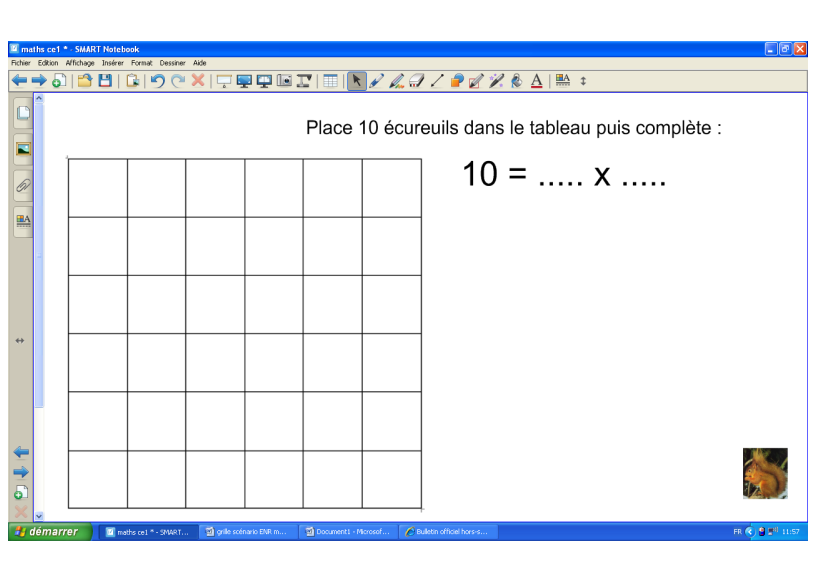 maths ce1 * - SMART Notebook
Fichier Edition Affichage Insérer Format Dessiner Aide
Place 10 écureuils dans le tableau puis complète :
10 = ..... x .....
démarrer
maths ce1 * - SMART...
grille scénario ENR m...
Document1 - Microsof...
Bulletin officiel hors-s...
FR
11:57